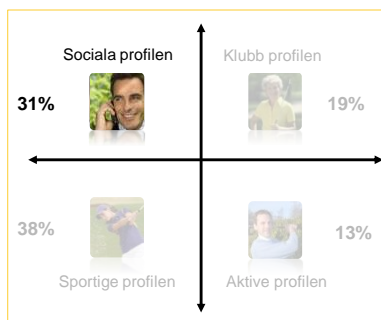 Sociala profilen
Klubb profilen
31%
19%
38%
13%
Sportige profilen
Aktive profilen